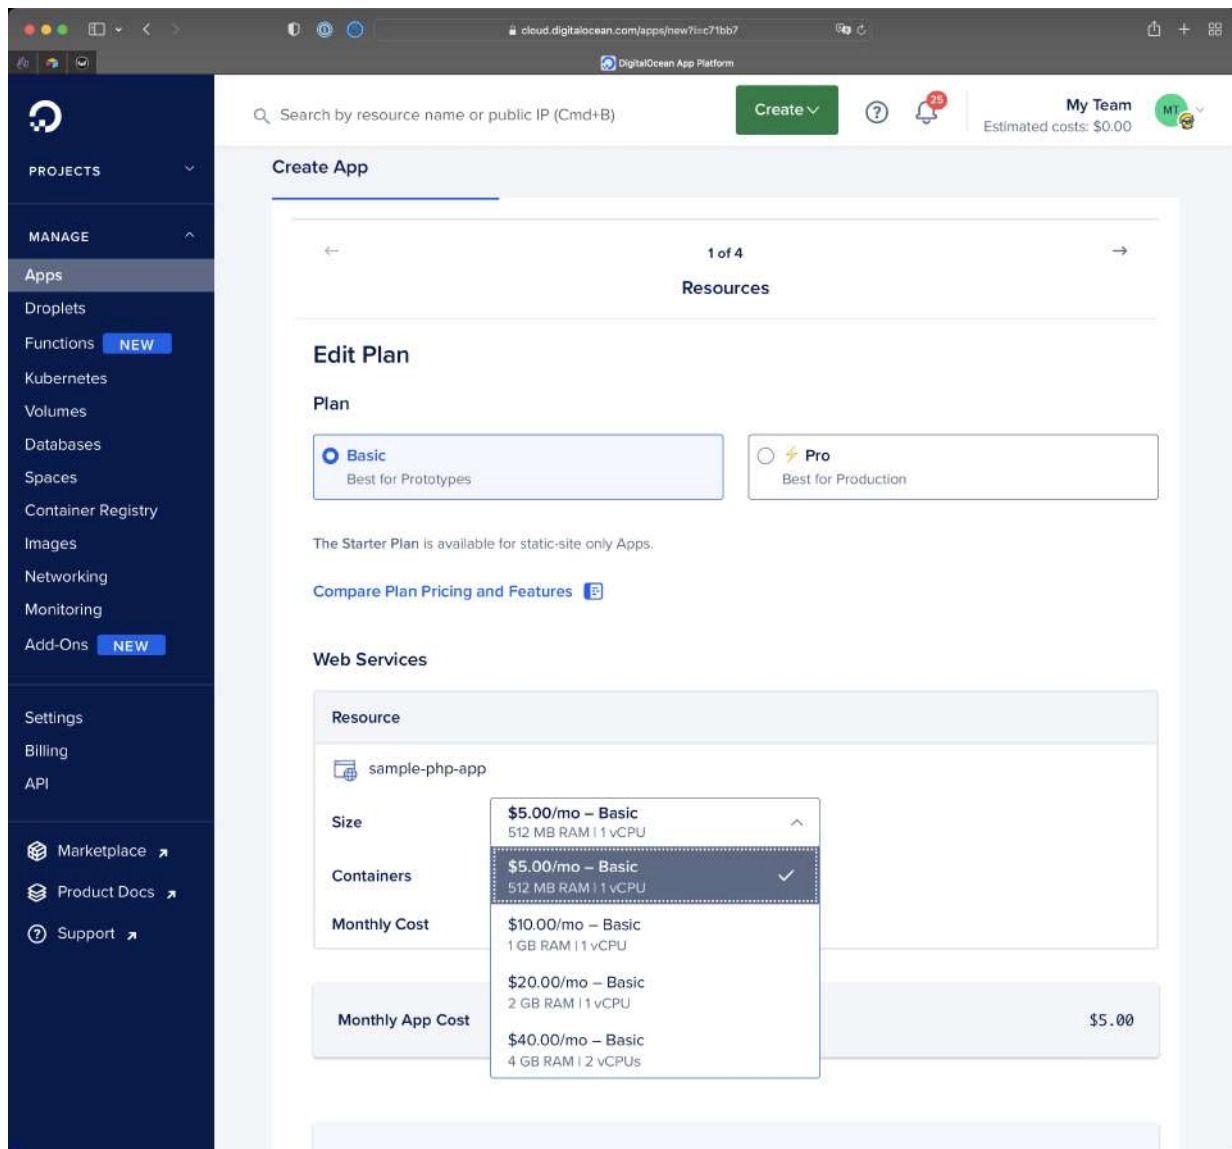 cloud.digitalocean.com/apps/new?i=c71bb7
DigitalOcean App Platform
Search by resource name or public IP (Cmd+B)
Create
25
My Team
Estimated costs: $0.00
MT
PROJECTS
MANAGE
Apps
Droplets
Functions NEW
Kubernetes
Volumes
Databases
Spaces
Container Registry
Images
Networking
Monitoring
Add-Ons NEW
Settings
Billing
API
Marketplace
Product Docs
Support
Create App
1 of 4
Resources
Edit Plan
Plan
Basic
Best for Prototypes
Pro
Best for Production
The Starter Plan is available for static-site only Apps.
Compare Plan Pricing and Features
Web Services
Resource
sample-php-app
Size
$5.00/mo – Basic
512 MB RAM | 1 vCPU
$5.00/mo – Basic
512 MB RAM | 1 vCPU
Containers
Monthly Cost
$10.00/mo – Basic
1 GB RAM | 1 vCPU
$20.00/mo – Basic
2 GB RAM | 1 vCPU
$40.00/mo – Basic
4 GB RAM | 2 vCPUs
Monthly App Cost
$5.00